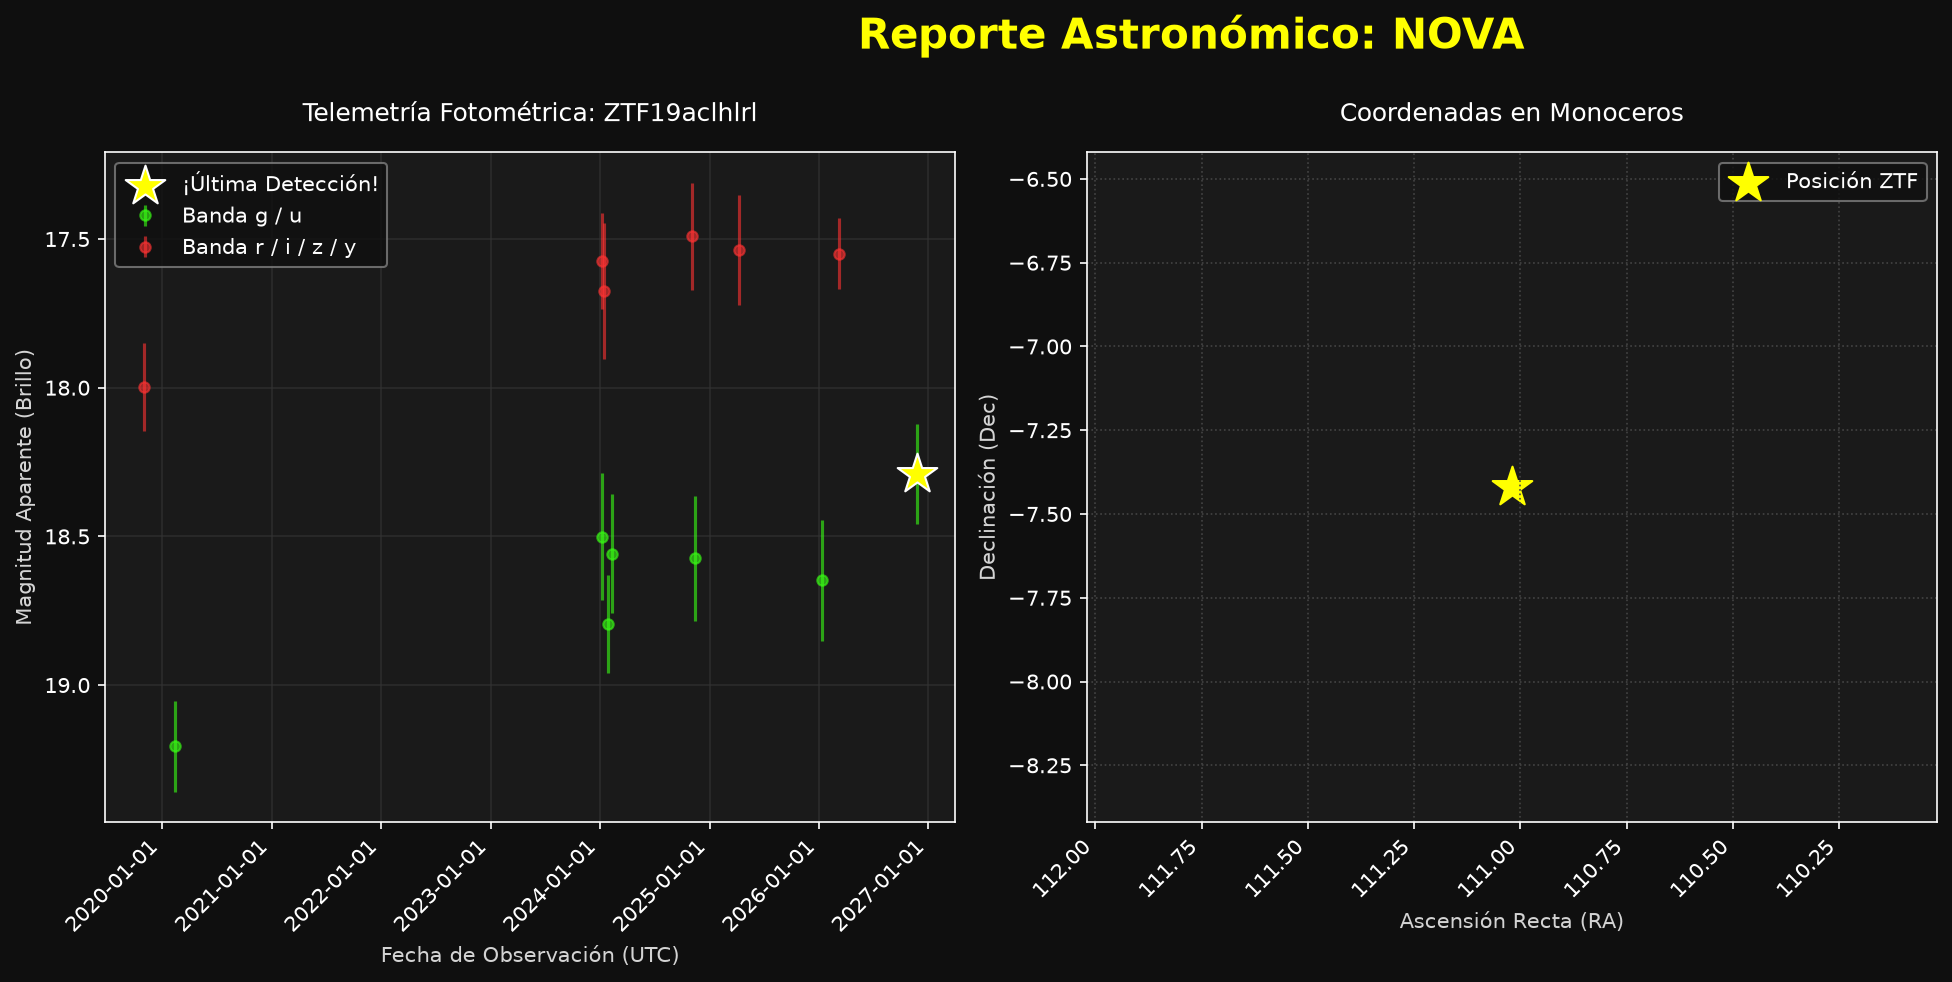 Reporte Astronómico: NOVA
Telemetría Fotométrica: ZTF19aclhlrl
¡Última Detección!
Banda g / u
Banda r / i / z / y
Magnitud Aparente (Brillo)
17.5
18.0
18.5
19.0
2020-01-01
2021-01-01
2022-01-01
2023-01-01
2024-01-01
2025-01-01
2026-01-01
2027-01-01
Fecha de Observación (UTC)
Coordenadas en Monoceros
Posición ZTF
Declinación (Dec)
−6.50
−6.75
−7.00
−7.25
−7.50
−7.75
−8.00
−8.25
112.00
111.75
111.50
111.25
111.00
110.75
110.50
110.25
Ascensión Recta (RA)